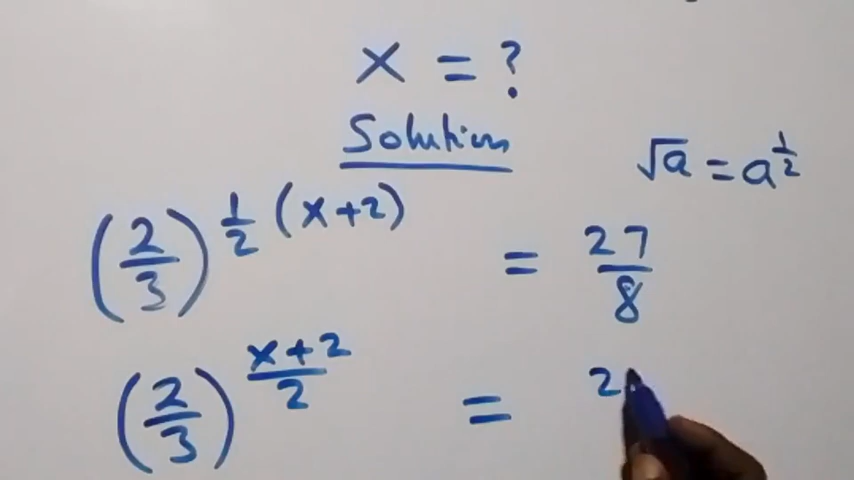 x = ?
Solution
√a = a^(1/2)
(2/3)^(1/2 (x+2)) = 27/8
(2/3)^((x+2)/2) = 2